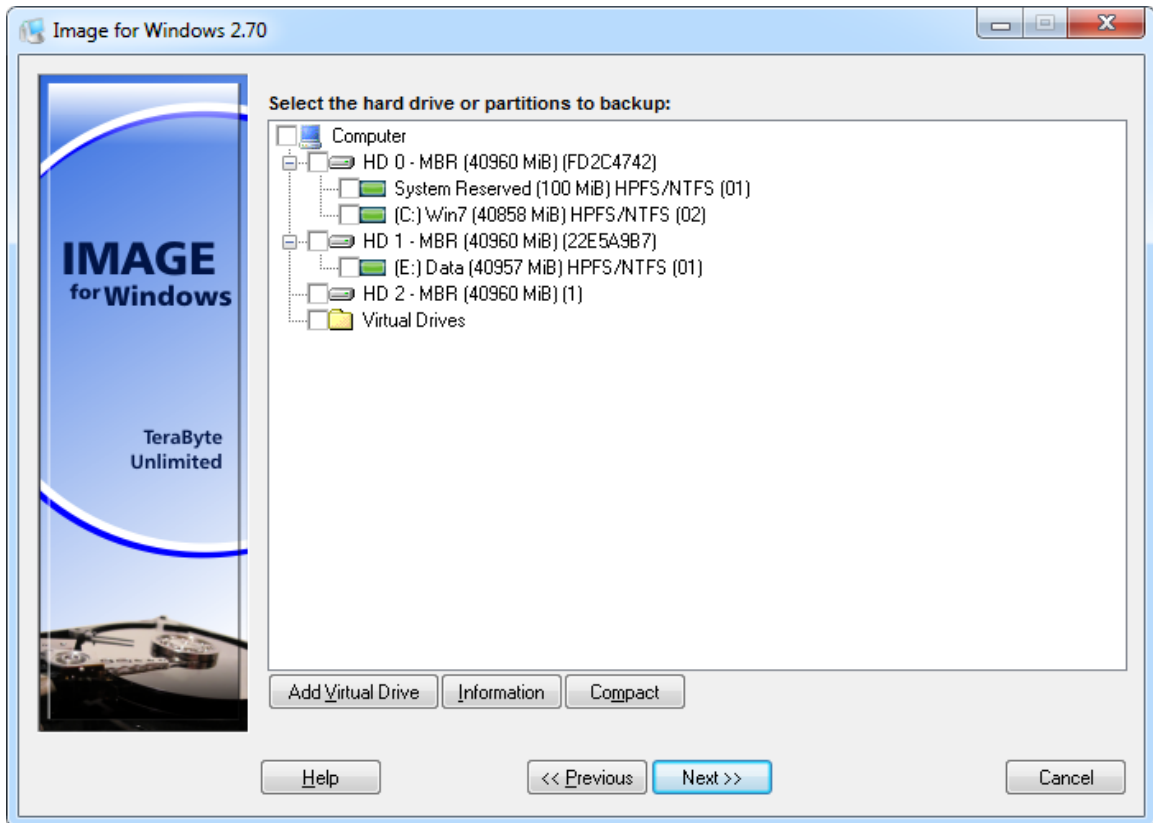 Image for Windows 2.70
Select the hard drive or partitions to backup:
Computer
HD 0 - MBR (40960 MiB) (FD2C4742)
System Reserved (100 MiB) HPFS/NTFS (01)
(C:) Win7 (40858 MiB) HPFS/NTFS (02)
HD 1 - MBR (40960 MiB) (22E5A9B7)
(E:) Data (40957 MiB) HPFS/NTFS (01)
HD 2 - MBR (40960 MiB) (1)
Virtual Drives
IMAGE
for Windows
TeraByte
Unlimited
Add Virtual Drive Information Compact
Help << Previous Next >> Cancel